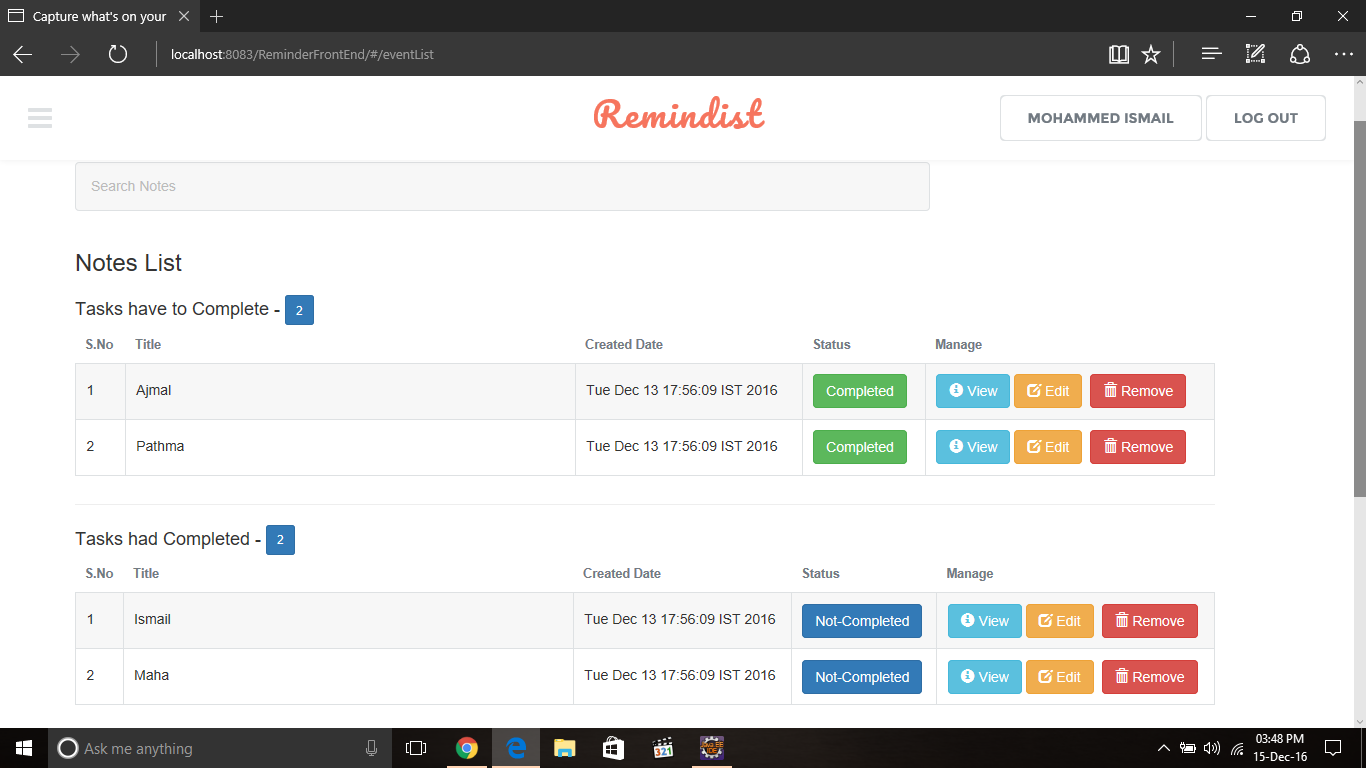 Capture what's on your
localhost:8083/ReminderFrontEnd/#/eventList
Remindist
MOHAMMED ISMAIL
LOG OUT
Search Notes
Notes List
Tasks have to Complete - 2
S.No Title Created Date Status Manage
1 Ajmal Tue Dec 13 17:56:09 IST 2016 Completed View Edit Remove
2 Pathma Tue Dec 13 17:56:09 IST 2016 Completed View Edit Remove
Tasks had Completed - 2
S.No Title Created Date Status Manage
1 Ismail Tue Dec 13 17:56:09 IST 2016 Not-Completed View Edit Remove
2 Maha Tue Dec 13 17:56:09 IST 2016 Not-Completed View Edit Remove
Ask me anything
321
Java EE
IDE
03:48 PM
15-Dec-16